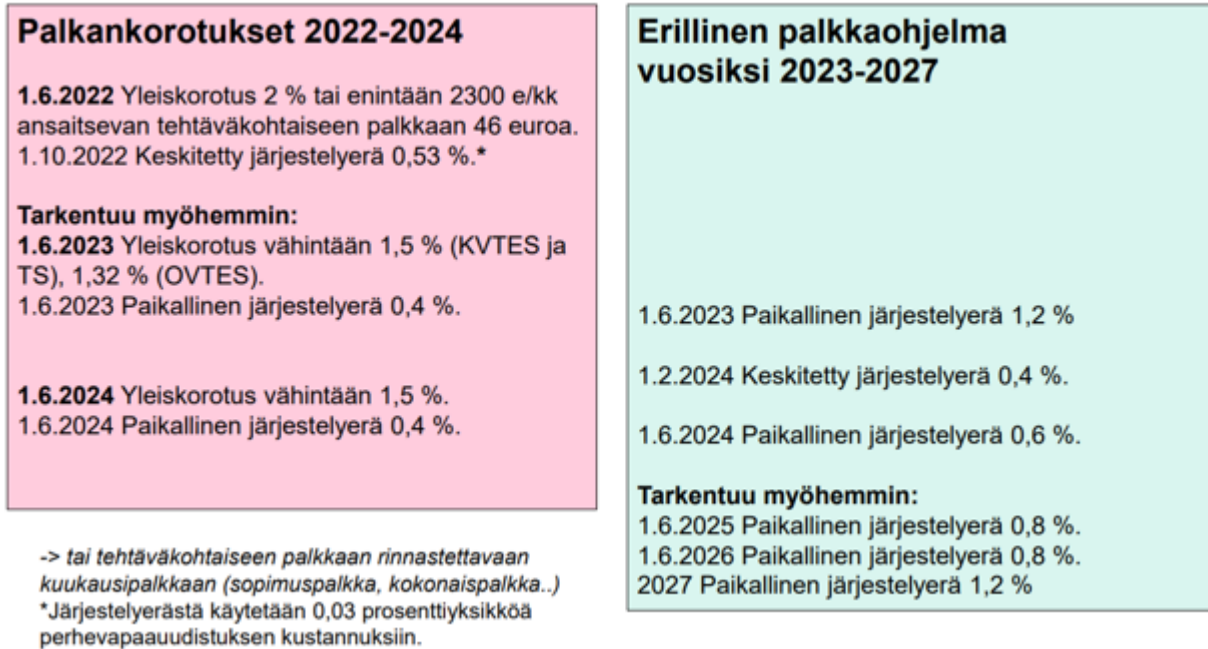 Palkankorotukset 2022-2024
1.6.2022 Yleiskorotus 2 % tai enintään 2300 e/kk
ansaitsevan tehtäväkohtaiseen palkkaan 46 euroa.
1.10.2022 Keskitetty järjestelyerä 0,53 %.*
Tarkentuu myöhemmin:
1.6.2023 Yleiskorotus vähintään 1,5 % (KVTES ja
TS), 1,32 % (OVTES).
1.6.2023 Paikallinen järjestelyerä 0,4 %.
1.6.2024 Yleiskorotus vähintään 1,5 %.
1.6.2024 Paikallinen järjestelyerä 0,4 %.
-> tai tehtäväkohtaiseen palkkaan rinnastettavaan
kuukausipalkkaan (sopimuspalkka, kokonaispalkka..)
*Järjestelyerästä käytetään 0,03 prosenttiyksikköä
perhevapaauudistuksen kustannuksiin.
Erillinen palkkaohjelma
vuosiksi 2023-2027
1.6.2023 Paikallinen järjestelyerä 1,2 %
1.2.2024 Keskitetty järjestelyerä 0,4 %.
1.6.2024 Paikallinen järjestelyerä 0,6 %.
Tarkentuu myöhemmin:
1.6.2025 Paikallinen järjestelyerä 0,8 %.
1.6.2026 Paikallinen järjestelyerä 0,8 %.
2027 Paikallinen järjestelyerä 1,2 %